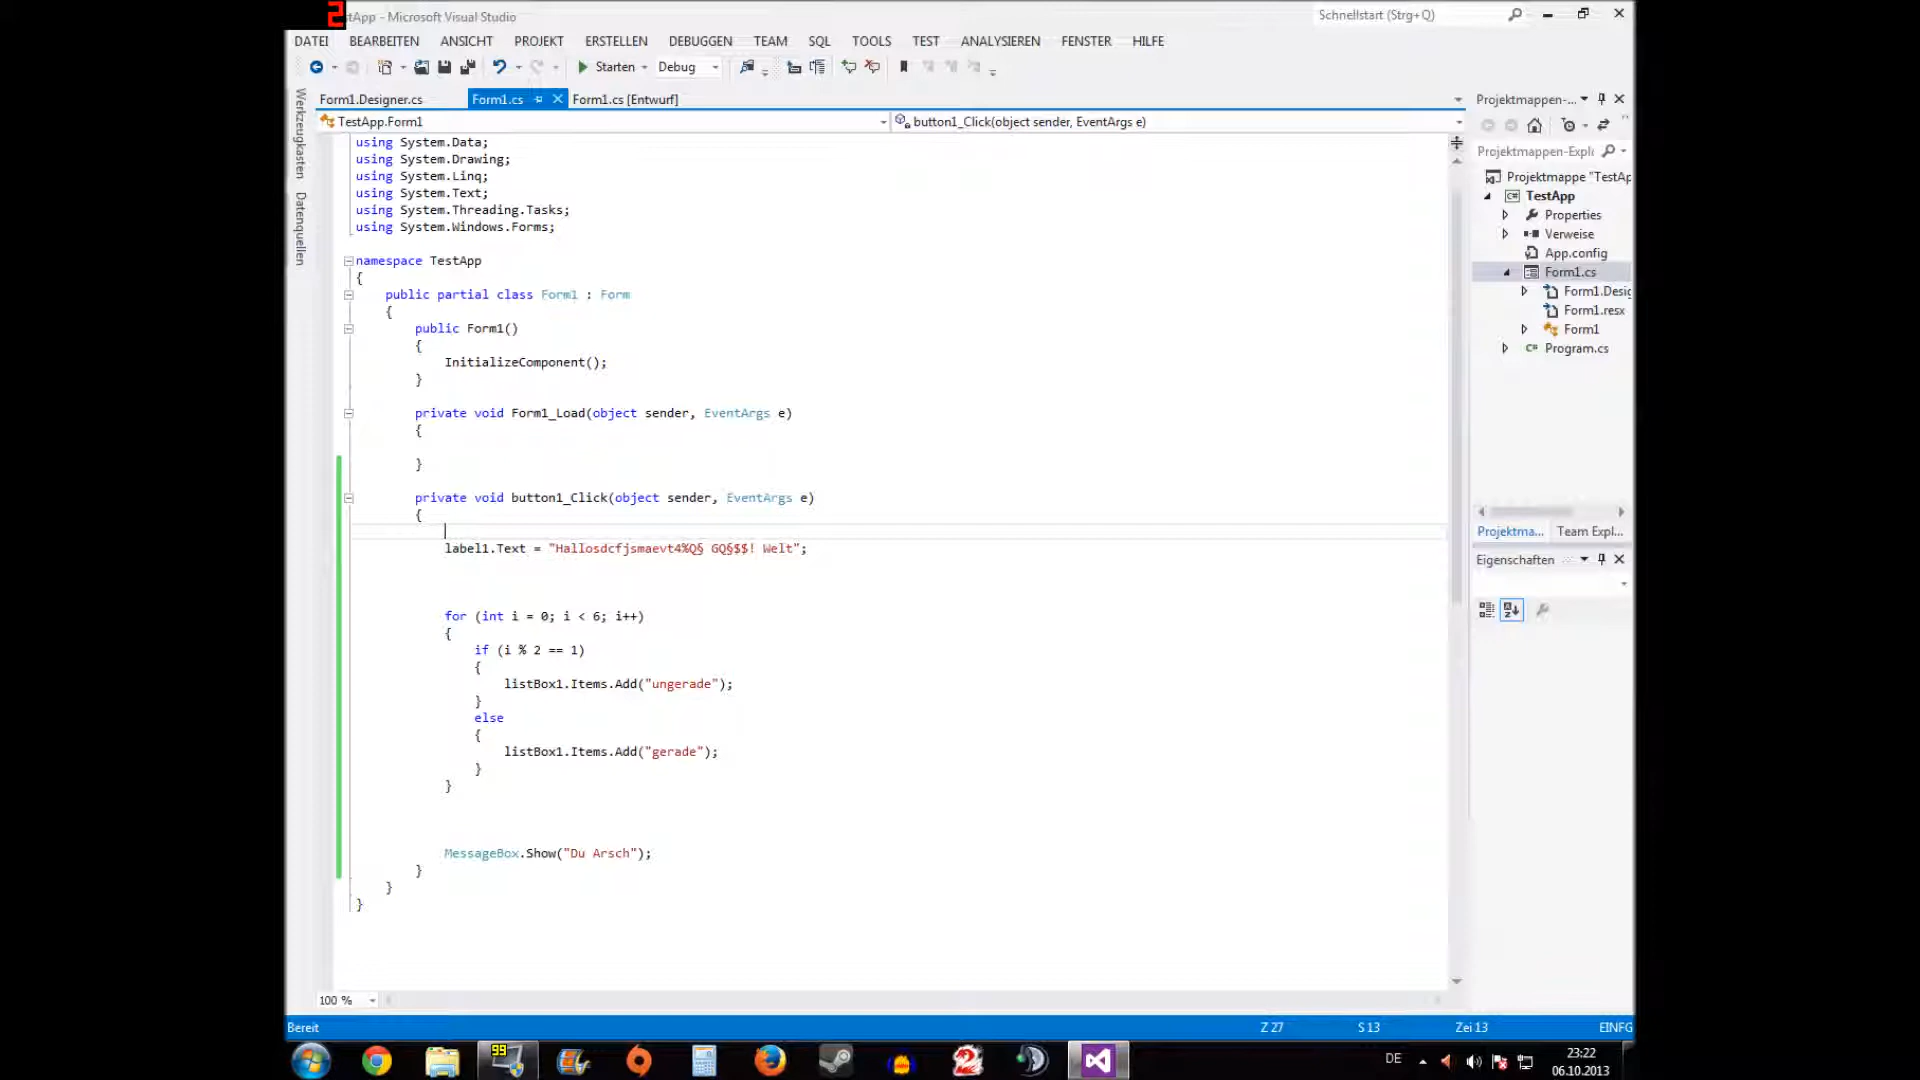 2
stApp - Microsoft Visual Studio
Schnellstart (Strg+Q)
DATEI BEARBEITEN ANSICHT PROJEKT ERSTELLEN DEBUGGEN TEAM SQL TOOLS TEST ANALYSIEREN FENSTER HILFE
Starten Debug
Werkzeugkasten
Datenquellen
Form1.Designer.cs Form1.cs Form1.cs [Entwurf]
TestApp.Form1 button1_Click(object sender, EventArgs e)
using System.Data;
using System.Drawing;
using System.Linq;
using System.Text;
using System.Threading.Tasks;
using System.Windows.Forms;
namespace TestApp
{
public partial class Form1 : Form
{
public Form1()
{
InitializeComponent();
}
private void Form1_Load(object sender, EventArgs e)
{
}
private void button1_Click(object sender, EventArgs e)
{
label1.Text = "Hallosdcfjsmaevt4%Q§ GQ§$$! Welt";
for (int i = 0; i < 6; i++)
{
if (i % 2 == 1)
{
listBox1.Items.Add("ungerade");
}
else
{
listBox1.Items.Add("gerade");
}
}
MessageBox.Show("Du Arsch");
}
}
}
100 %
Projektmappen-...
Projektmappen-Explo
Projektmappe "TestAp
TestApp
Properties
Verweise
App.config
Form1.cs
Form1.Desig
Form1.resx
Form1
Program.cs
Projektma... Team Expl...
Eigenschaften
Bereit Z 27 S 13 Zei 13 EINFG
99
DE
23:22
06.10.2013